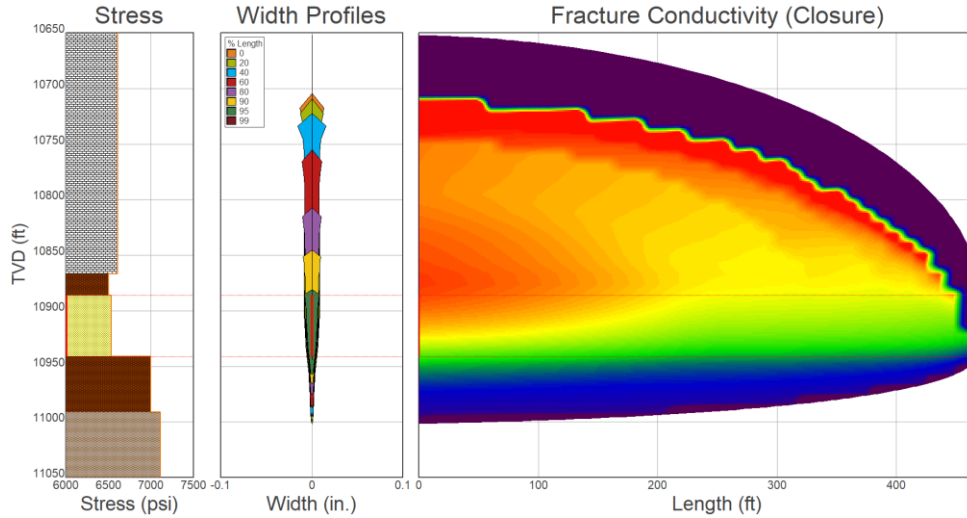 Stress
Width Profiles
Fracture Conductivity (Closure)
% Length
0
20
40
60
80
90
95
99
TVD (ft)
10650
10700
10750
10800
10850
10900
10950
11000
11050
6000 6500 7000 7500
-0.1 0 0.1
0 100 200 300 400
Stress (psi)
Width (in.)
Length (ft)